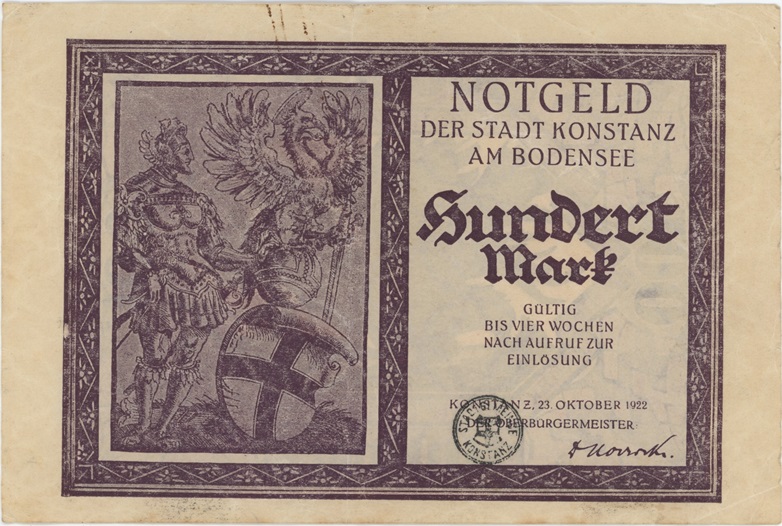 NOTGELD
DER STADT KONSTANZ
AM BODENSEE
Hundert
Mark
GÜLTIG
BIS VIER WOCHEN
NACH AUFRUF ZUR
EINLÖSUNG
KONSTANZ, 23. OKTOBER 1922
DER OBERBÜRGERMEISTER
STADTGEMEINDE
KONSTANZ